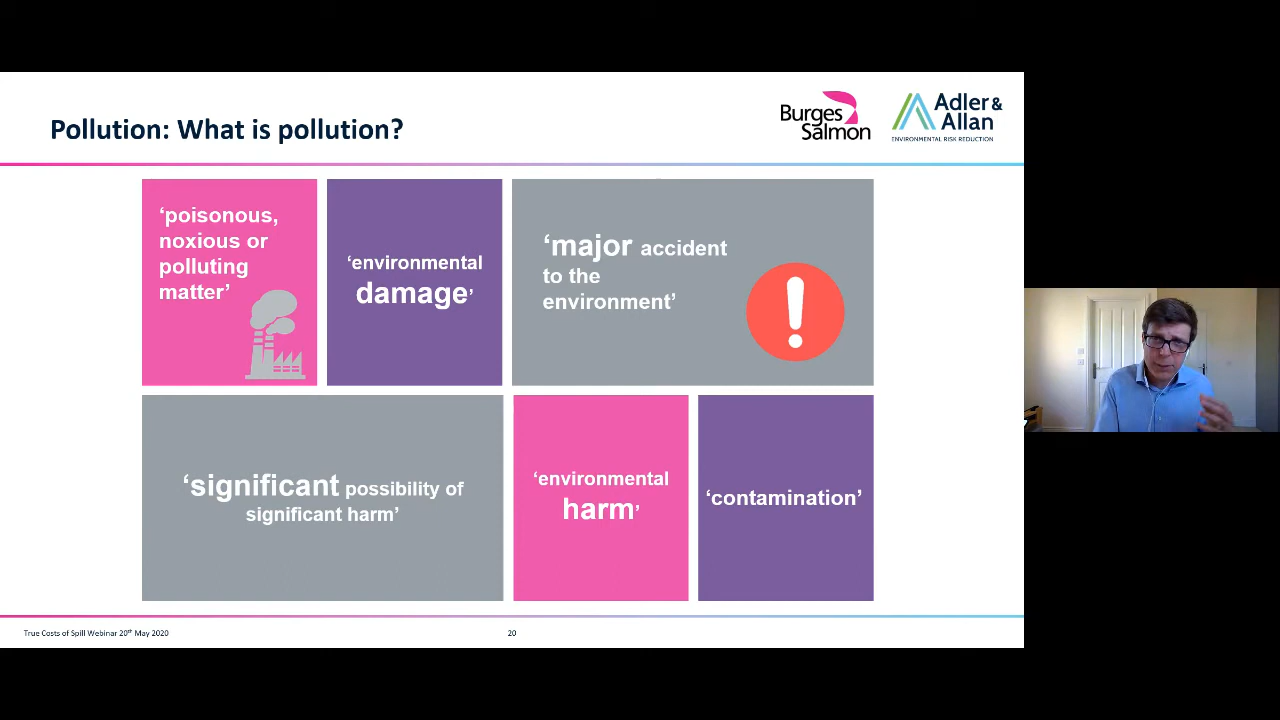 Pollution: What is pollution?
Burges
Salmon
Adler &
Allan
ENVIRONMENTAL RISK REDUCTION
‘poisonous,
noxious or
polluting
matter’
‘environmental
damage’
‘major accident
to the
environment’
‘significant possibility of
significant harm’
‘environmental
harm’
‘contamination’
True Costs of Spill Webinar 20th May 2020
20